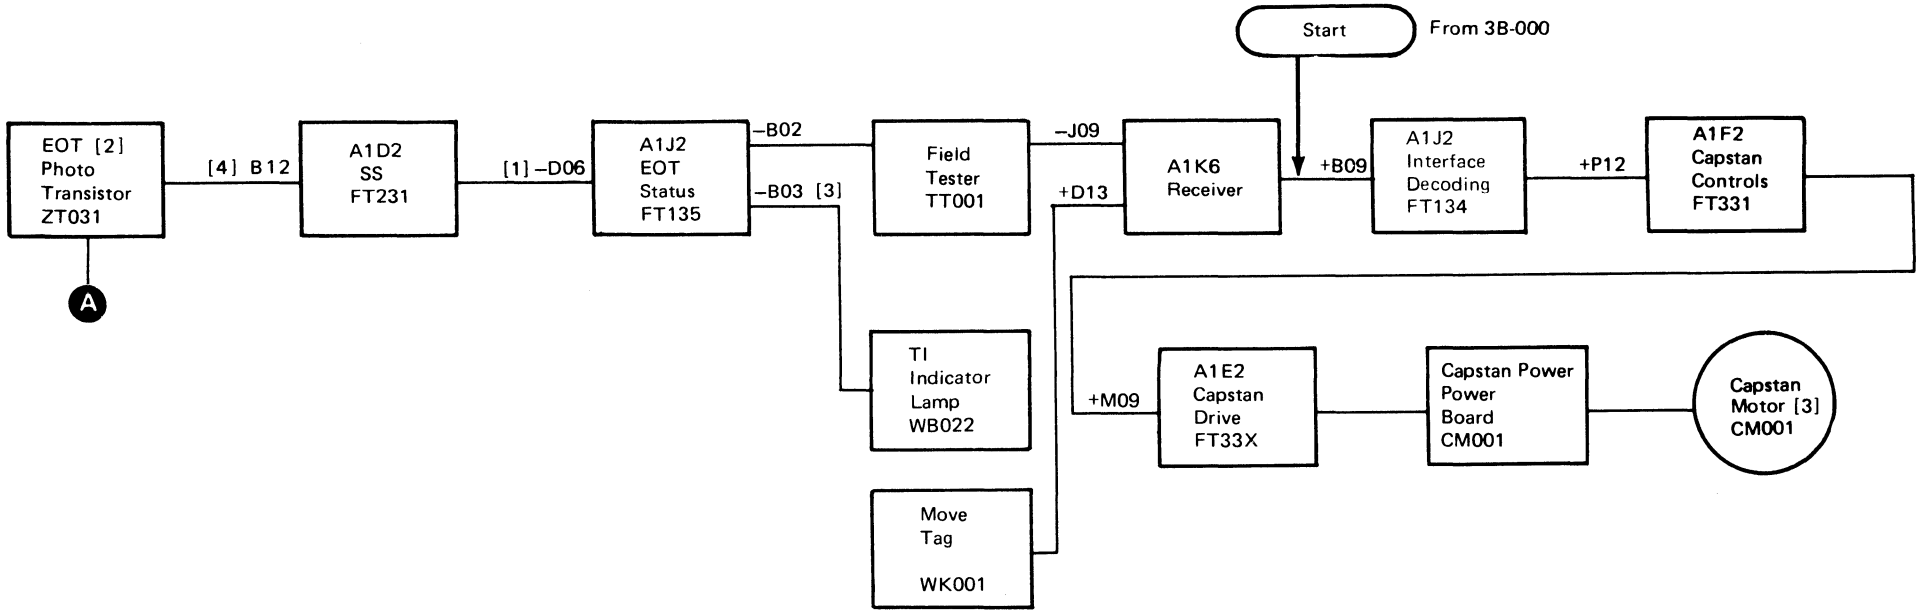 Start
From 3B-000
EOT [2]
Photo
Transistor
ZT031
[4] B12
A1D2
SS
FT231
[1] –D06
A1J2
EOT
Status
FT135
–B02
–B03 [3]
Field
Tester
TT001
–J09
+D13
A1K6
Receiver
+B09
A1J2
Interface
Decoding
FT134
+P12
A1F2
Capstan
Controls
FT331
A
TI
Indicator
Lamp
WB022
+M09
A1E2
Capstan
Drive
FT33X
Capstan Power
Power
Board
CM001
Capstan
Motor [3]
CM001
Move
Tag
WK001